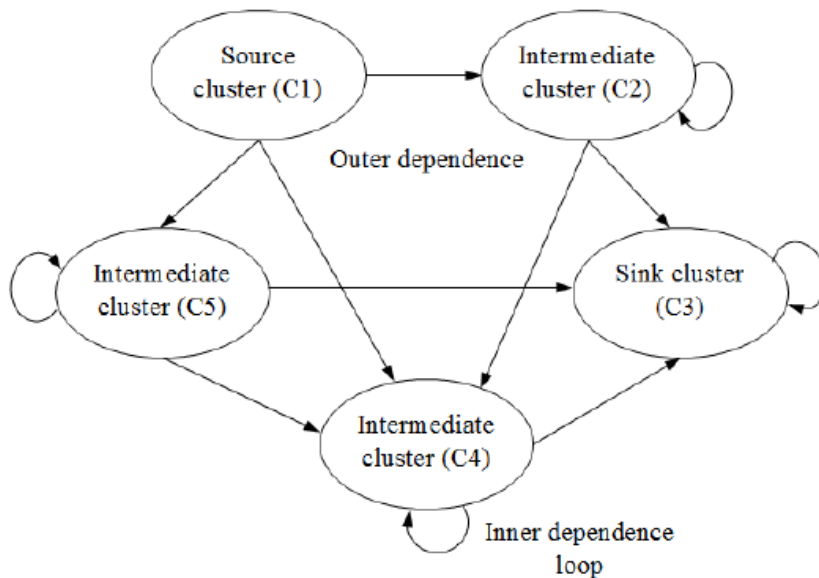 Source
cluster (C1)
Intermediate
cluster (C2)
Outer dependence
Intermediate
cluster (C5)
Sink cluster
(C3)
Intermediate
cluster (C4)
Inner dependence
loop